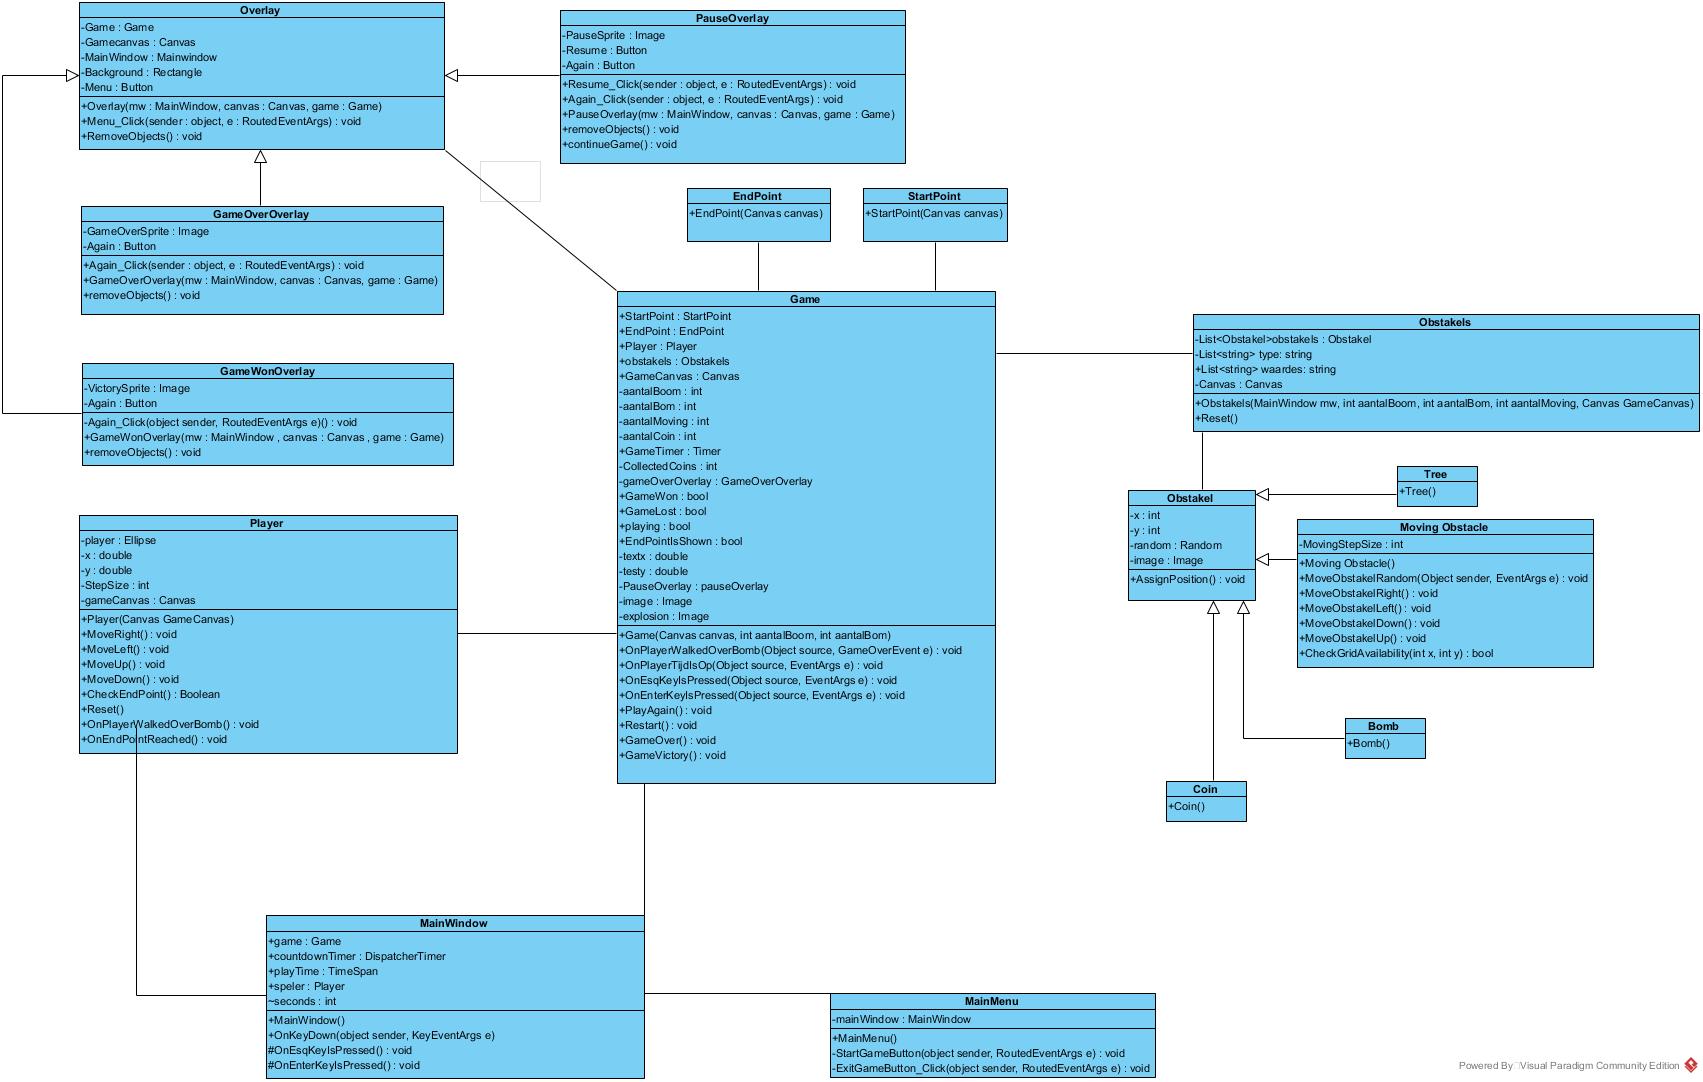 Overlay
-Game : Game
-Gamecanvas : Canvas
-MainWindow : Mainwindow
-Background : Rectangle
-Menu : Button
+Overlay(mw : MainWindow, canvas : Canvas, game : Game)
+Menu_Click(sender : object, e : RoutedEventArgs) : void
+RemoveObjects() : void
PauseOverlay
-PauseSprite : Image
-Resume : Button
-Again : Button
+Resume_Click(sender : object, e : RoutedEventArgs) : void
+Again_Click(sender : object, e : RoutedEventArgs) : void
+PauseOverlay(mw : MainWindow, canvas : Canvas, game : Game)
+removeObjects() : void
+continueGame() : void
EndPoint
+EndPoint(Canvas canvas)
StartPoint
+StartPoint(Canvas canvas)
GameOverOverlay
-GameOverSprite : Image
-Again : Button
+Again_Click(sender : object, e : RoutedEventArgs) : void
+GameOverOverlay(mw : MainWindow, canvas : Canvas, game : Game)
+removeObjects() : void
GameWonOverlay
-VictorySprite : Image
-Again : Button
-Again_Click(object sender, RoutedEventArgs e)() : void
+GameWonOverlay(mw : MainWindow , canvas : Canvas , game : Game)
+removeObjects() : void
Game
+StartPoint : StartPoint
+EndPoint : EndPoint
+Player : Player
+obstakels : Obstakels
+GameCanvas : Canvas
-aantalBoom : int
-aantalBom : int
-aantalMoving : int
-aantalCoin : int
+GameTimer : Timer
-CollectedCoins : int
-gameOverOverlay : GameOverOverlay
+GameWon : bool
+GameLost : bool
+playing : bool
+EndPointIsShown : bool
-textx : double
-testy : double
-PauseOverlay : pauseOverlay
-image : Image
-explosion : Image
+Game(Canvas canvas, int aantalBoom, int aantalBom)
+OnPlayerWalkedOverBomb(Object source, GameOverEvent e) : void
+OnPlayerTijdIsOp(Object source, EventArgs e) : void
+OnEsqKeyIsPressed(Object source, EventArgs e) : void
+OnEnterKeyIsPressed(Object source, EventArgs e) : void
+PlayAgain() : void
+Restart() : void
+GameOver() : void
+GameVictory() : void
Obstakels
-List<Obstakel>obstakels : Obstakel
-List<string> type: string
+List<string> waardes: string
-Canvas : Canvas
+Obstakels(MainWindow mw, int aantalBoom, int aantalBom, int aantalMoving, Canvas GameCanvas)
+Reset()
Obstakel
-x : int
-y : int
-random : Random
-image : Image
+AssignPosition() : void
Tree
+Tree()
Moving Obstacle
-MovingStepSize : int
+Moving Obstacle()
+MoveObstakelRandom(Object sender, EventArgs e) : void
+MoveObstakelRight() : void
+MoveObstakelLeft() : void
+MoveObstakelDown() : void
+MoveObstakelUp() : void
+CheckGridAvailability(int x, int y) : bool
Bomb
+Bomb()
Coin
+Coin()
Player
-player : Ellipse
-x : double
-y : double
-StepSize : int
-gameCanvas : Canvas
+Player(Canvas GameCanvas)
+MoveRight() : void
+MoveLeft() : void
+MoveUp() : void
+MoveDown() : void
+CheckEndPoint() : Boolean
+Reset()
+OnPlayerWalkedOverBomb() : void
+OnEndPointReached() : void
MainWindow
+game : Game
+countdownTimer : DispatcherTimer
+playTime : TimeSpan
+speler : Player
~seconds : int
+MainWindow()
+OnKeyDown(object sender, KeyEventArgs e)
#OnEsqKeyIsPressed() : void
#OnEnterKeyIsPressed() : void
MainMenu
-mainWindow : MainWindow
+MainMenu()
-StartGameButton(object sender, RoutedEventArgs e) : void
-ExitGameButton_Click(object sender, RoutedEventArgs e) : void
Powered By Visual Paradigm Community Edition